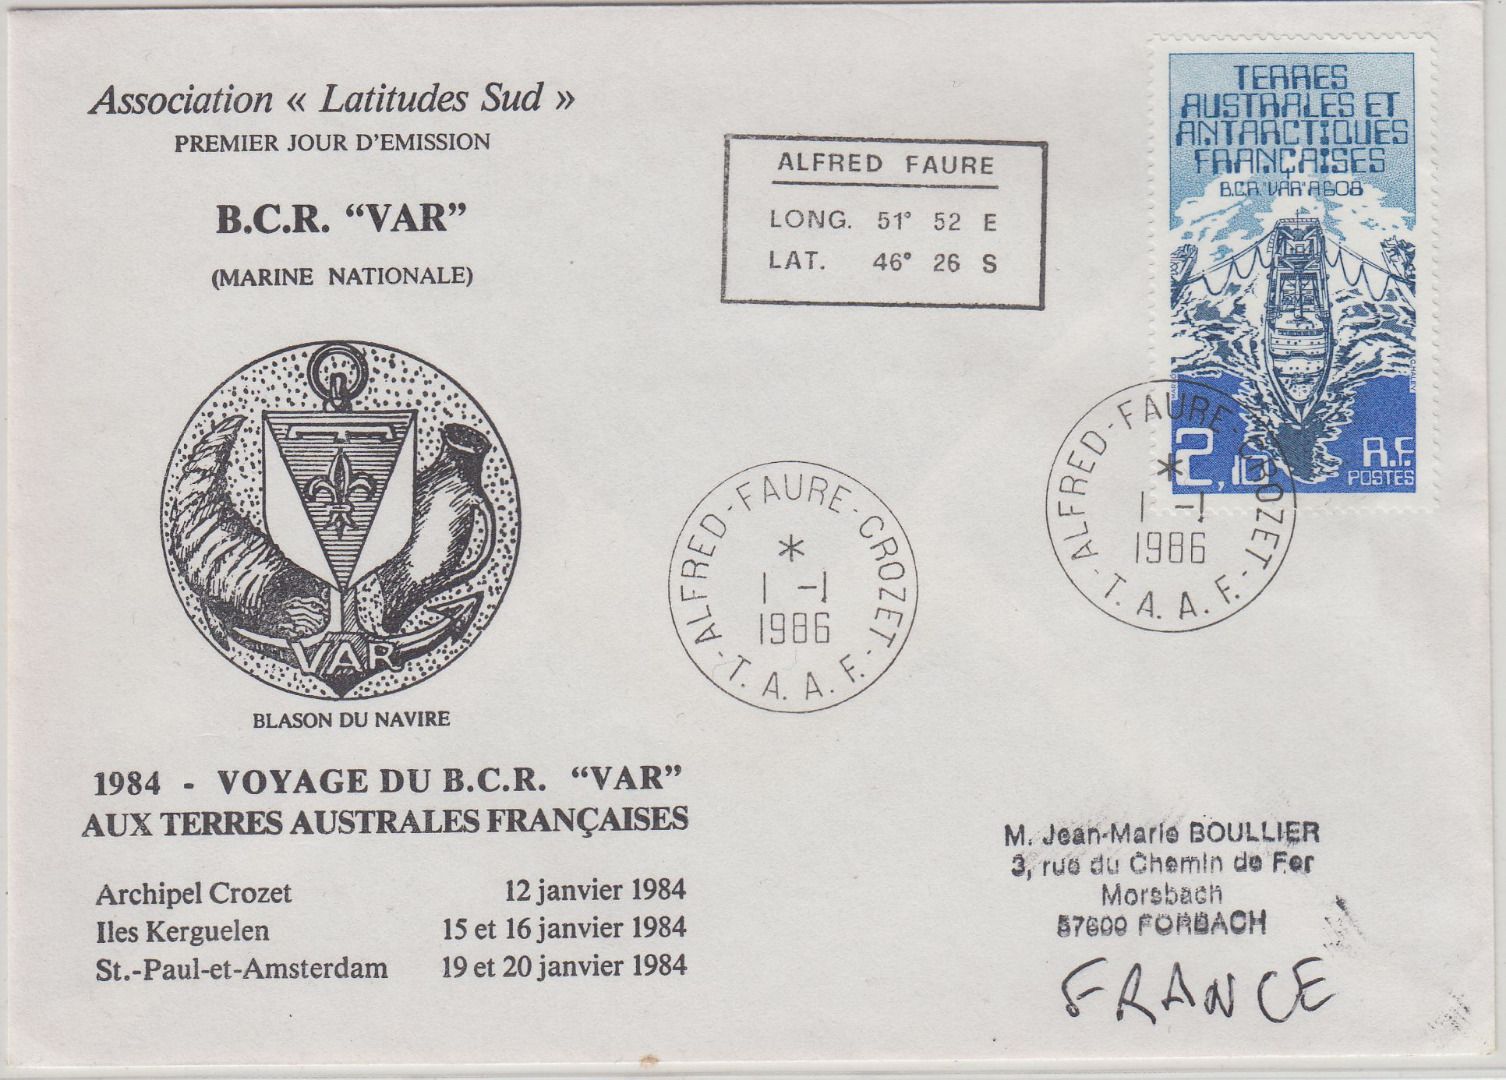 Association « Latitudes Sud »
PREMIER JOUR D'EMISSION
B.C.R. “VAR”
(MARINE NATIONALE)
VAR
BLASON DU NAVIRE
1984 - VOYAGE DU B.C.R. “VAR”
AUX TERRES AUSTRALES FRANÇAISES
Archipel Crozet 12 janvier 1984
Iles Kerguelen 15 et 16 janvier 1984
St.-Paul-et-Amsterdam 19 et 20 janvier 1984
ALFRED FAURE
LONG. 51° 52 E
LAT. 46° 26 S
ALFRED-FAURE-CROZET
* 1 -1
1986
-T.A.A.F.-
TERRES
AUSTRALES ET
ANTARCTIQUES
FRANÇAISES
B.C.R. "VAR" A608
2,10
R.F.
POSTES
ALFRED-FAURE-CROZET
* 1 -1
1986
-T.A.A.F.-
M. Jean-Marie BOULLIER
3, rue du Chemin de Fer
Morsbach
57600 FORBACH
FRANCE